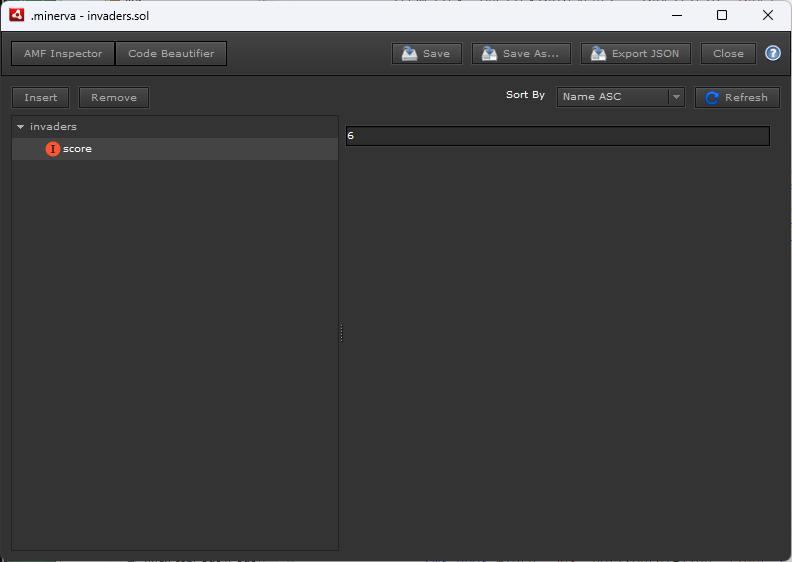 .minerva - invaders.sol
AMF Inspector Code Beautifier Save Save As... Export JSON Close ?
Insert Remove Sort By Name ASC Refresh
invaders
6
I score